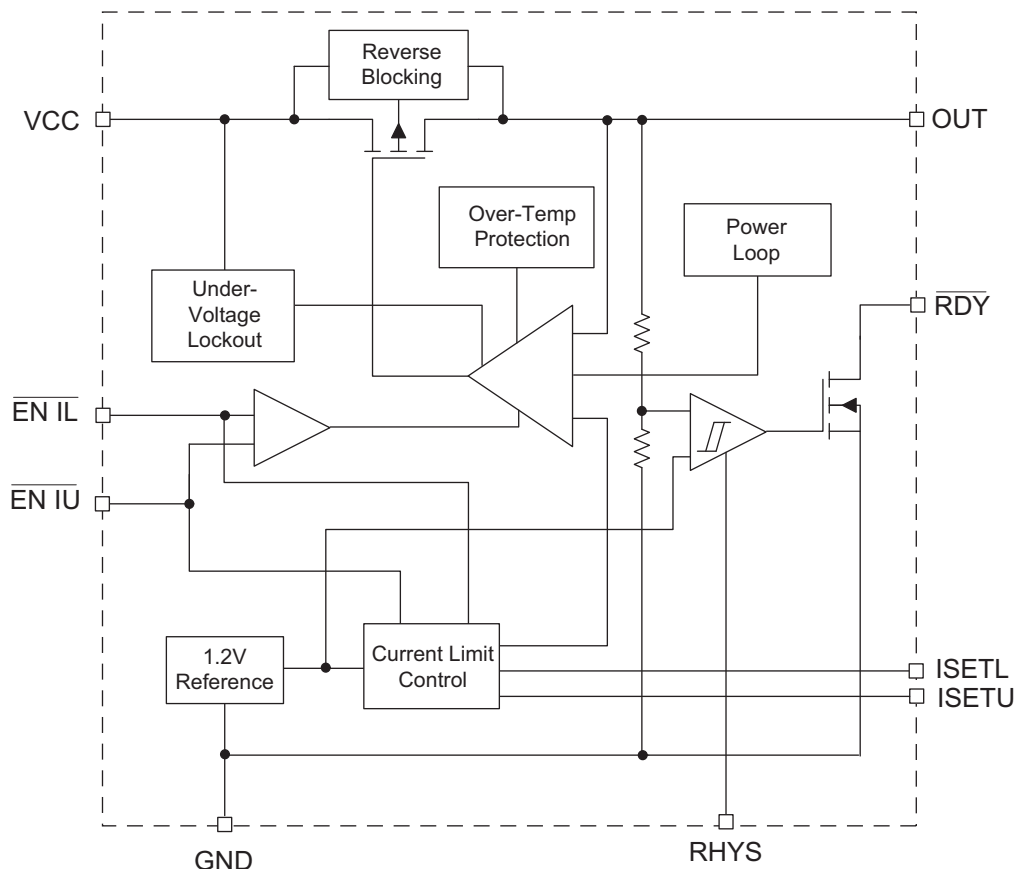 Reverse
Blocking
VCC
OUT
Over-Temp
Protection
Power
Loop
Under-
Voltage
Lockout
RDY
EN IL
EN IU
1.2V
Reference
Current Limit
Control
ISETL
ISETU
GND
RHYS